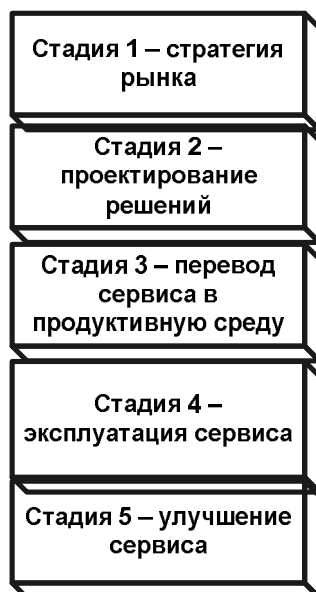 Стадия 1 – стратегия
рынка
Стадия 2 –
проектирование
решений
Стадия 3 – перевод
сервиса в
продуктивную среду
Стадия 4 –
эксплуатация сервиса
Стадия 5 – улучшение
сервиса